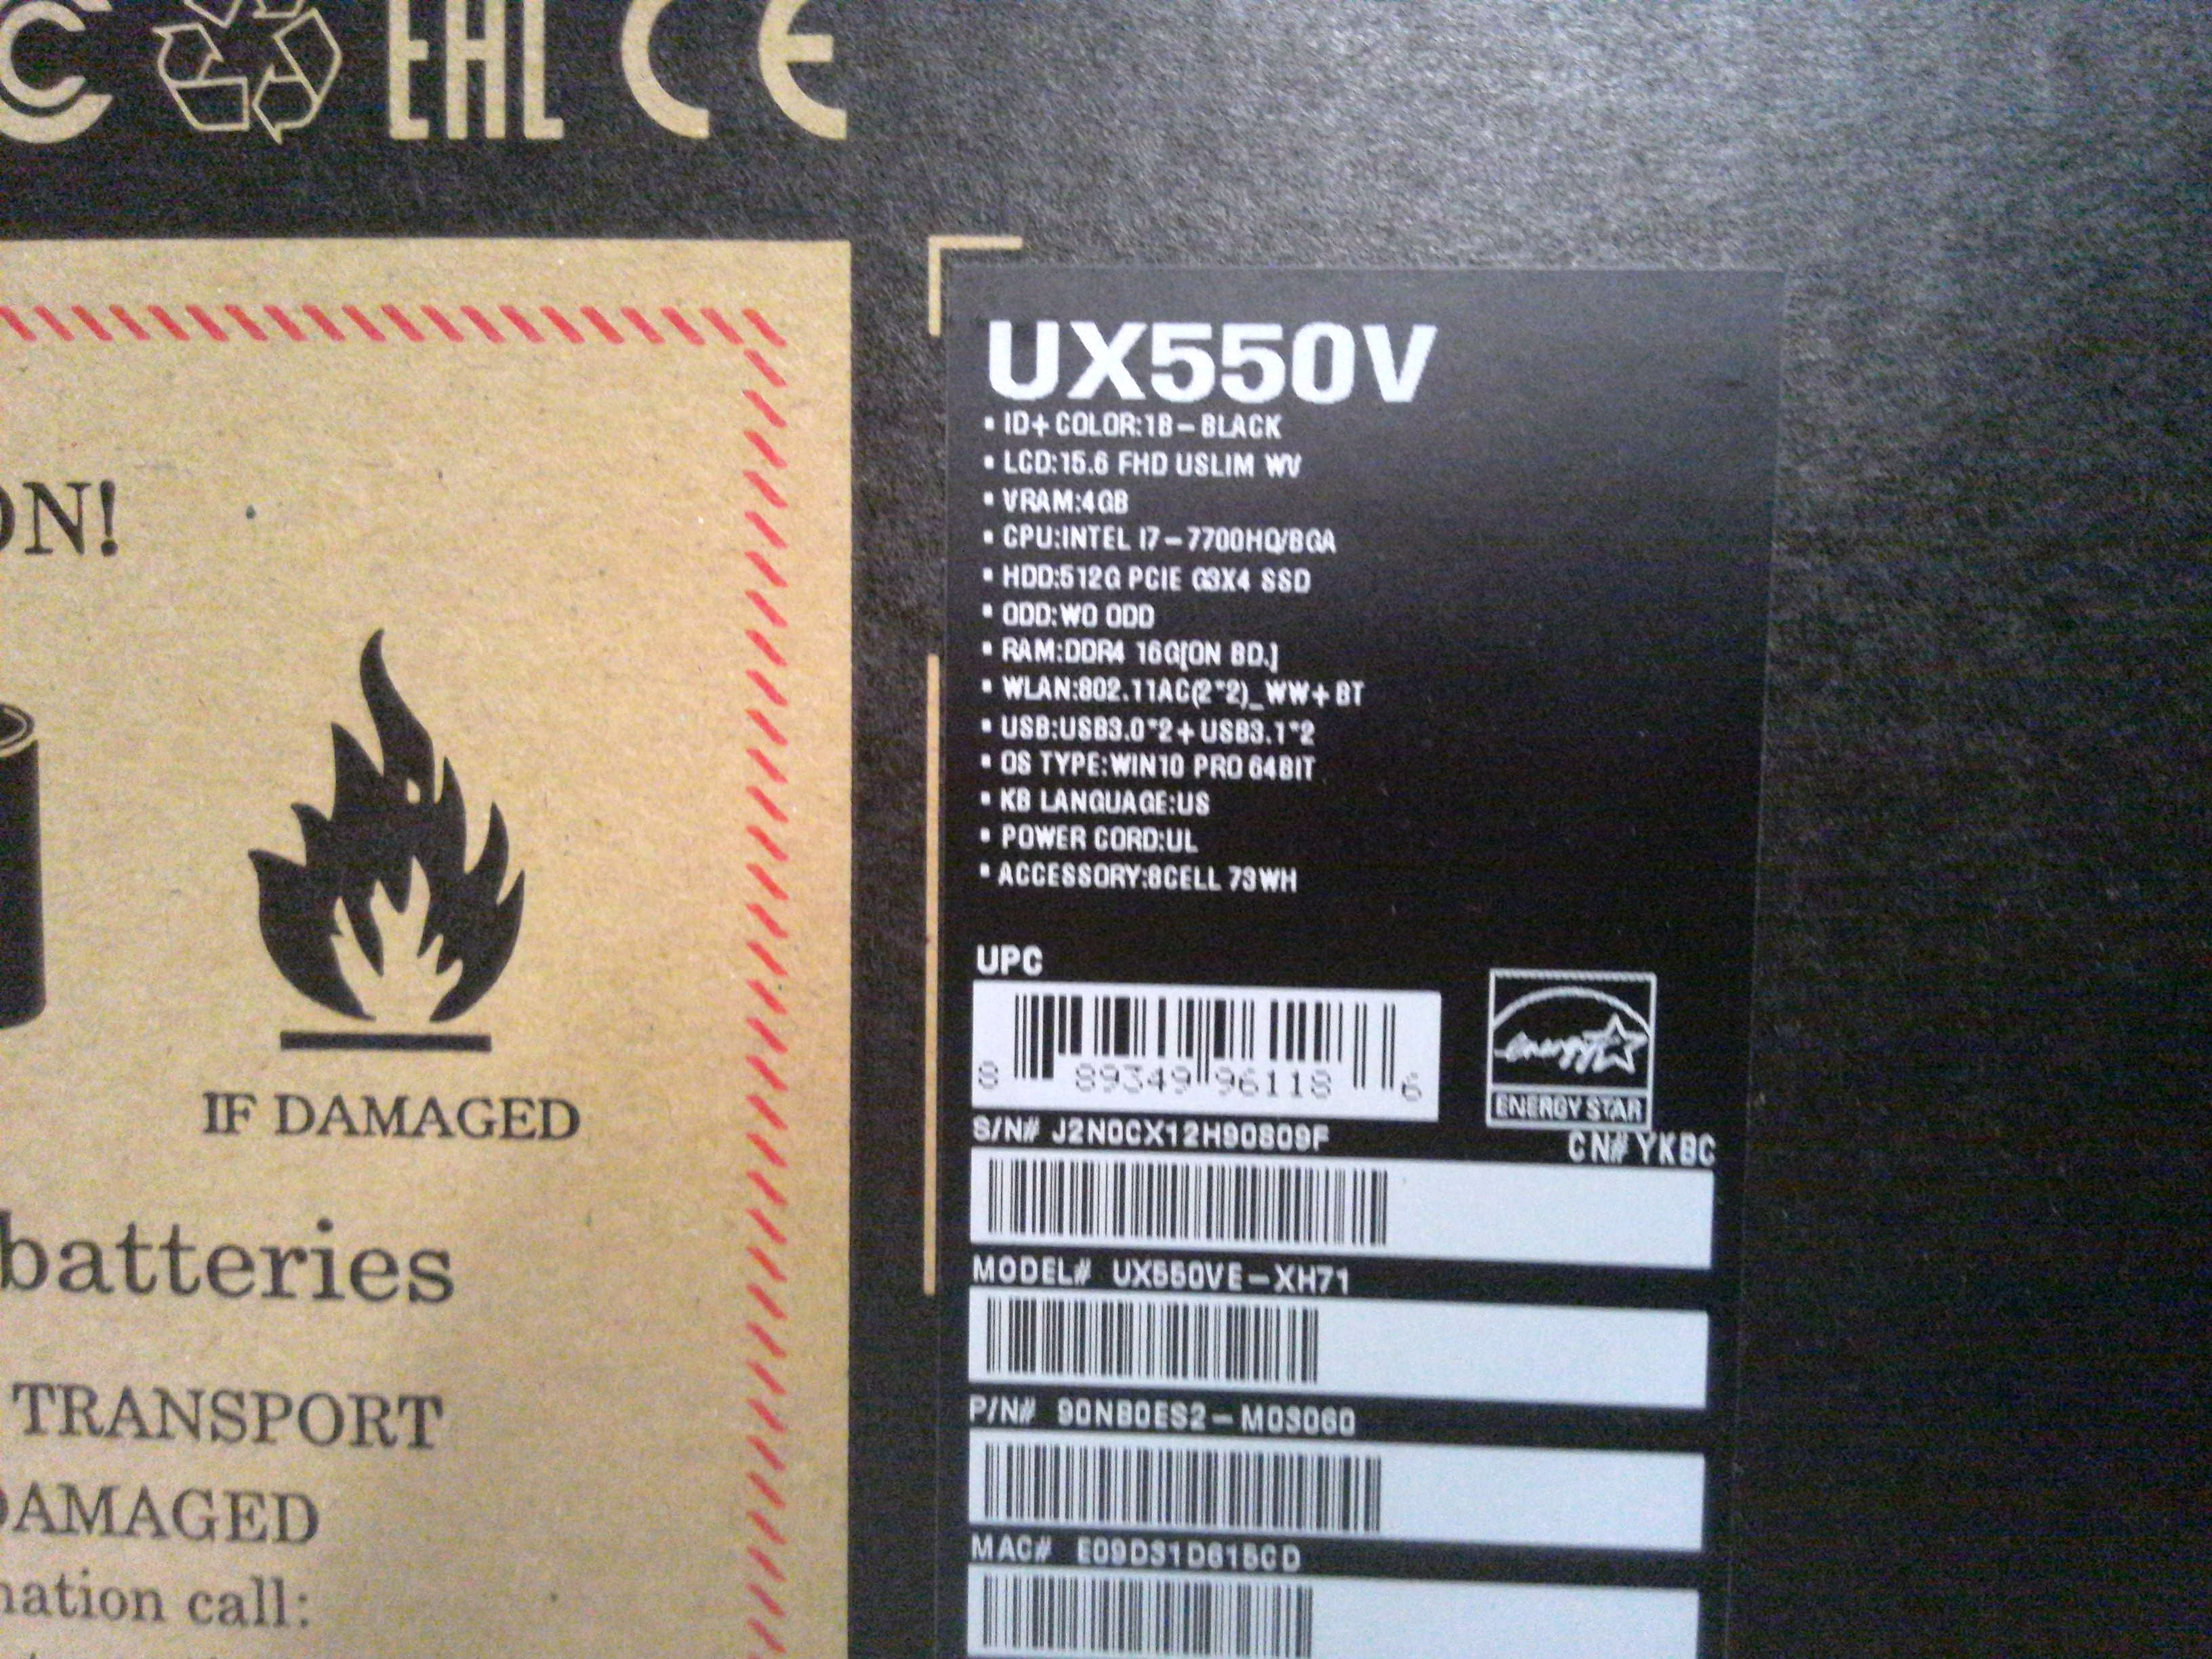 EAC CE
ON!
IF DAMAGED
batteries
TRANSPORT
DAMAGED
call:
UX550V
▪ ID+COLOR:1B-BLACK
▪ LCD:15.6 FHD USLIM WV
▪ VRAM:4GB
▪ CPU:INTEL I7-7700HQ/BGA
▪ HDD:512G PCIE G3X4 SSD
▪ ODD:WO ODD
▪ RAM:DDR4 16G[ON BD.]
▪ WLAN:802.11AC(2*2)_WW+BT
▪ USB:USB3.0*2+USB3.1*2
▪ OS TYPE:WIN10 PRO 64BIT
▪ KB LANGUAGE:US
▪ POWER CORD:UL
▪ ACCESSORY:8CELL 73WH
UPC
8 89349 96118 6
energy
ENERGY STAR
S/N# J2N0CX12H90809F
CN# YKBC
MODEL# UX550VE-XH71
P/N# 90NB0ES2-M03060
MAC# E09D31D615CD